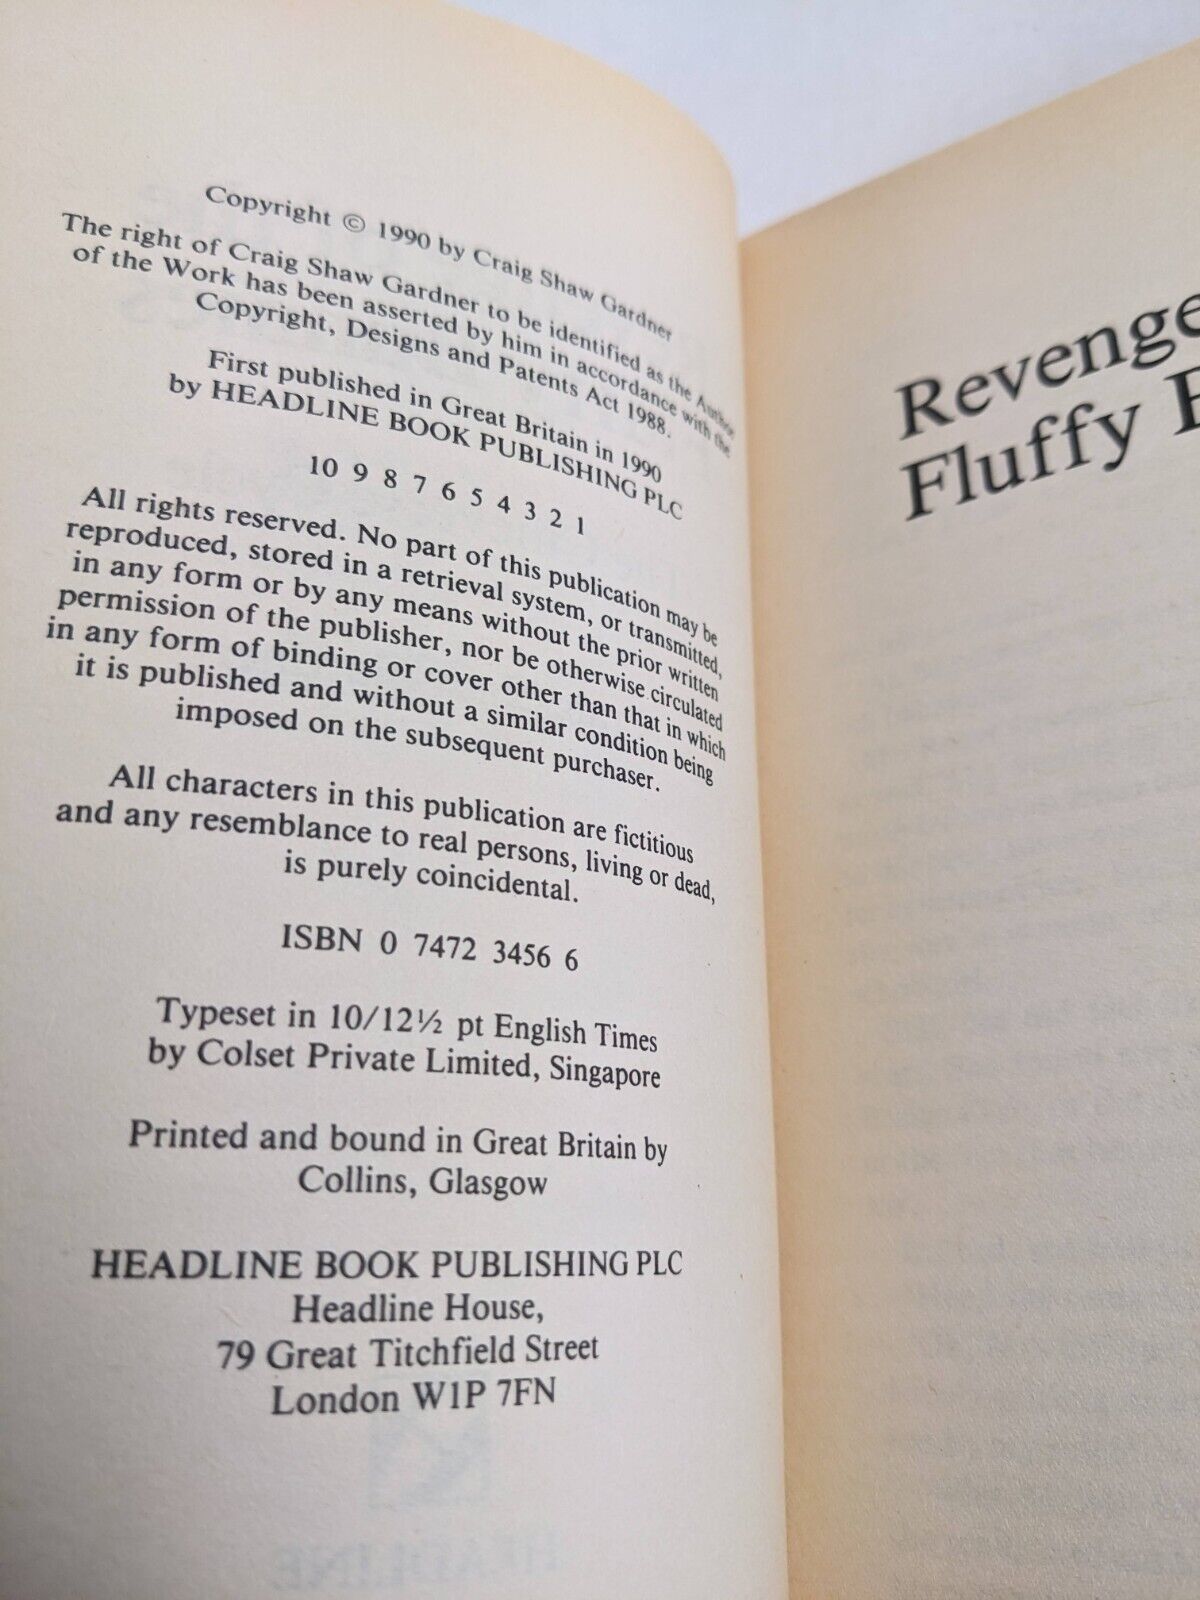 Copyright © 1990 by Craig Shaw Gardner
The right of Craig Shaw Gardner to be identified as the Author
of the Work has been asserted by him in accordance with the
Copyright, Designs and Patents Act 1988.
First published in Great Britain in 1990
by HEADLINE BOOK PUBLISHING PLC
10 9 8 7 6 5 4 3 2 1
All rights reserved. No part of this publication may be
reproduced, stored in a retrieval system, or transmitted,
in any form or by any means without the prior written
permission of the publisher, nor be otherwise circulated
in any form of binding or cover other than that in which
it is published and without a similar condition being
imposed on the subsequent purchaser.
All characters in this publication are fictitious
and any resemblance to real persons, living or dead,
is purely coincidental.
ISBN 0 7472 3456 6
Typeset in 10/12½ pt English Times
by Colset Private Limited, Singapore
Printed and bound in Great Britain by
Collins, Glasgow
HEADLINE BOOK PUBLISHING PLC
Headline House,
79 Great Titchfield Street
London W1P 7FN
HEADLINE
Revenge
Fluffy